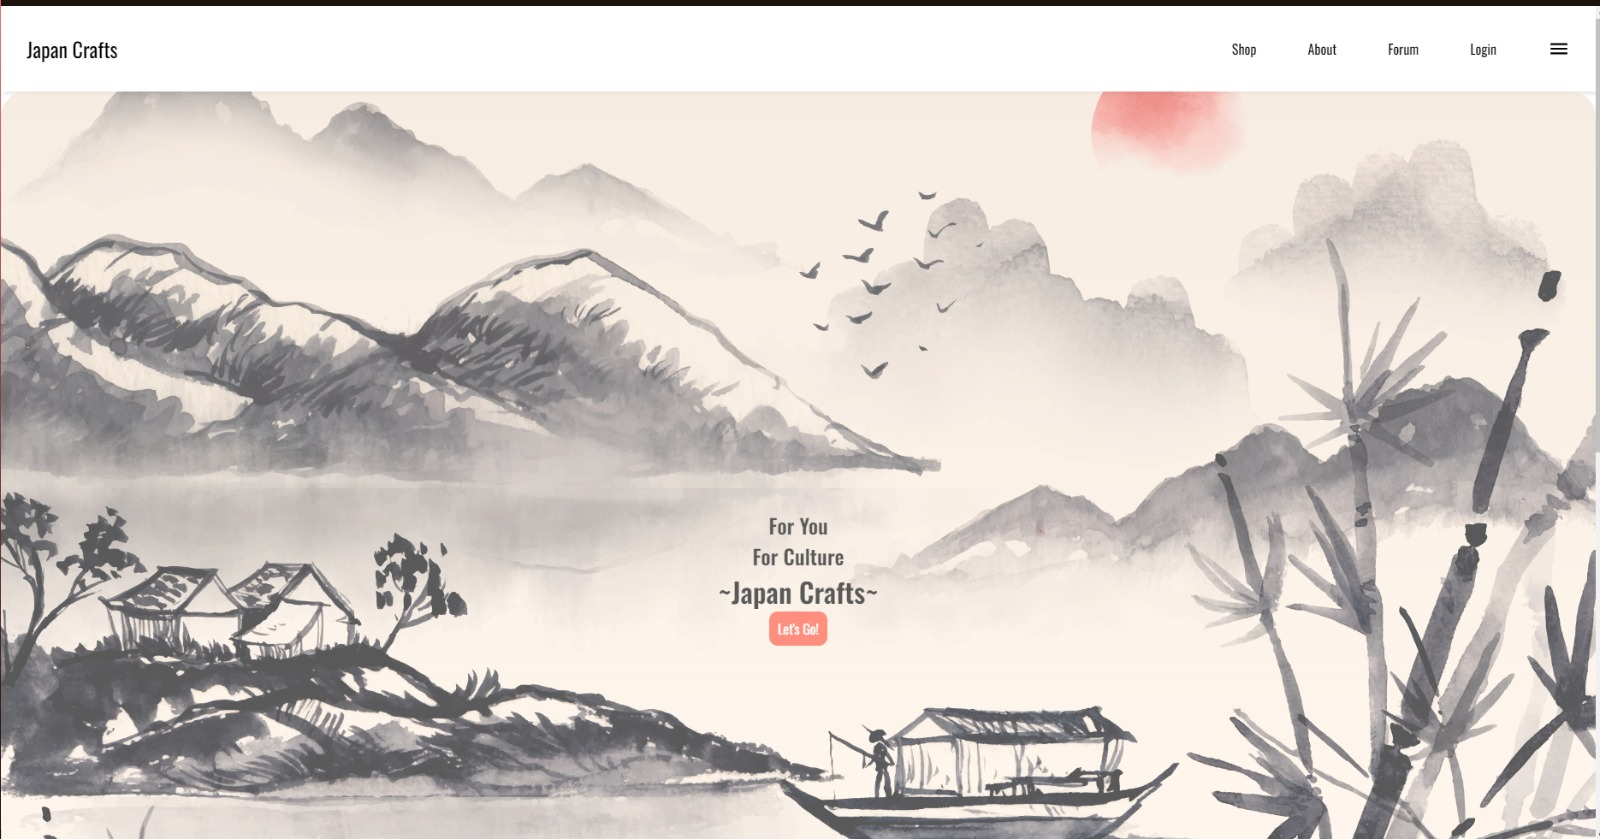 Japan Crafts
Shop About Forum Login
For You
For Culture
~Japan Crafts~
Let's Go!